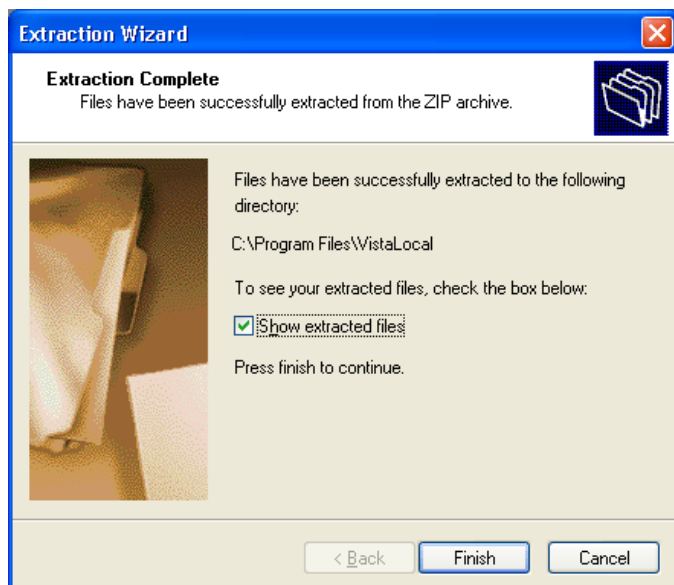 Extraction Wizard
Extraction Complete
Files have been successfully extracted from the ZIP archive.
Files have been successfully extracted to the following
directory:
C:\Program Files\VistaLocal
To see your extracted files, check the box below:
Show extracted files
Press finish to continue.
< Back Finish Cancel